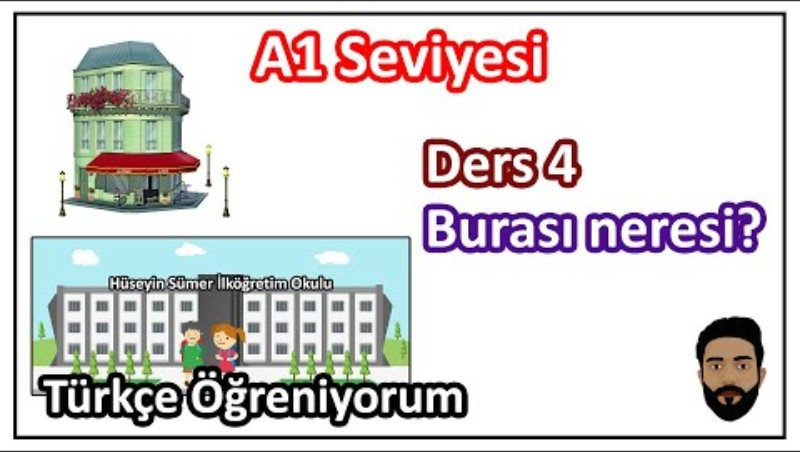 A1 Seviyesi
Ders 4
Burası neresi?
Hüseyin Sümer İlköğretim Okulu
Türkçe Öğreniyorum